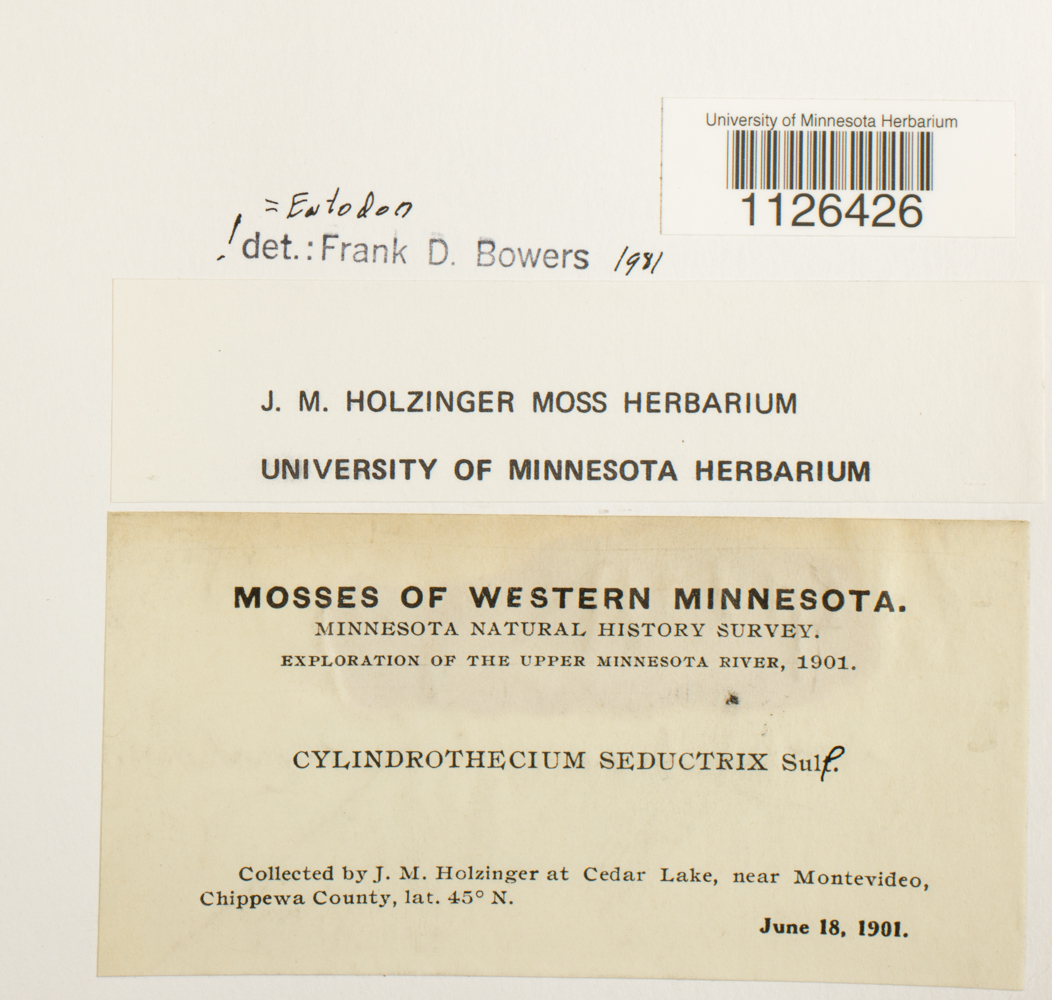 University of Minnesota Herbarium
1126426
= Entodon
! det.: Frank D. Bowers 1981
J. M. HOLZINGER MOSS HERBARIUM
UNIVERSITY OF MINNESOTA HERBARIUM
MOSSES OF WESTERN MINNESOTA.
MINNESOTA NATURAL HISTORY SURVEY.
EXPLORATION OF THE UPPER MINNESOTA RIVER, 1901.
CYLINDROTHECIUM SEDUCTRIX Sulf.
Collected by J. M. Holzinger at Cedar Lake, near Montevideo,
Chippewa County, lat. 45° N.
June 18, 1901.